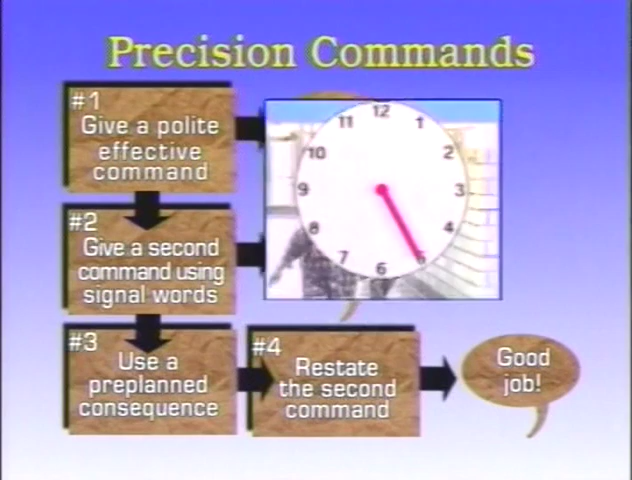 Precision Commands
#1
Give a polite
effective
command
#2
Give a second
command using
signal words
#3
Use a
preplanned
consequence
#4
Restate
the second
command
Good
job!
12
1
2
3
4
5
6
7
8
9
10
11